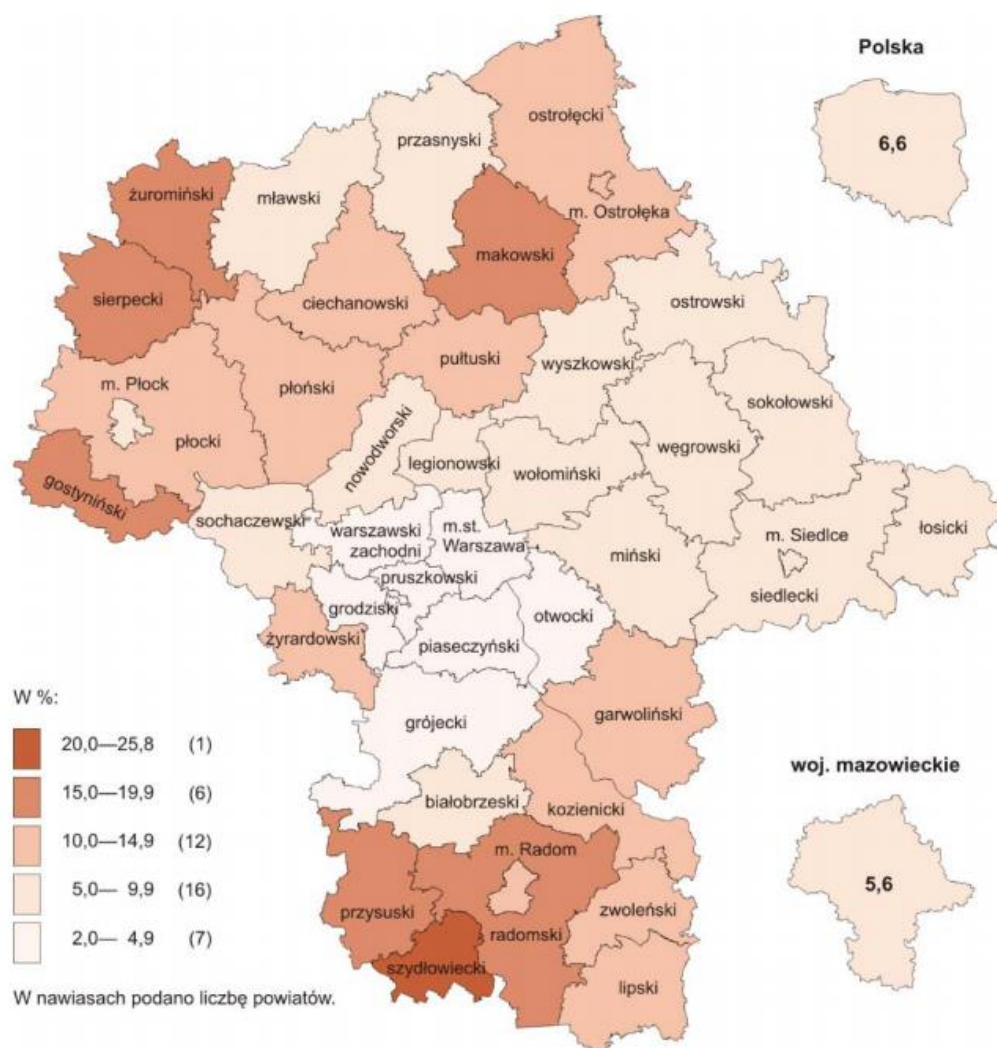 Polska
6,6
ostrołęcki
przasnyski
m. Ostrołęka
żuromiński
mławski
makowski
sierpecki
ciechanowski
ostrowski
pułtuski
wyszkowski
m. Płock
płoński
sokołowski
płocki
nowodworski
legionowski
wołomiński
węgrowski
gostyniński
sochaczewski
warszawski
zachodni
m.st.
Warszawa
miński
m. Siedlce
łosicki
siedlecki
pruszkowski
grodziski
otwocki
żyrardowski
piaseczyński
garwoliński
grójecki
W %:
20,0—25,8 (1)
15,0—19,9 (6)
10,0—14,9 (12)
5,0— 9,9 (16)
2,0— 4,9 (7)
W nawiasach podano liczbę powiatów.
białobrzeski
kozienicki
m. Radom
przysuski
radomski
zwoleński
szydłowiecki
lipski
woj. mazowieckie
5,6